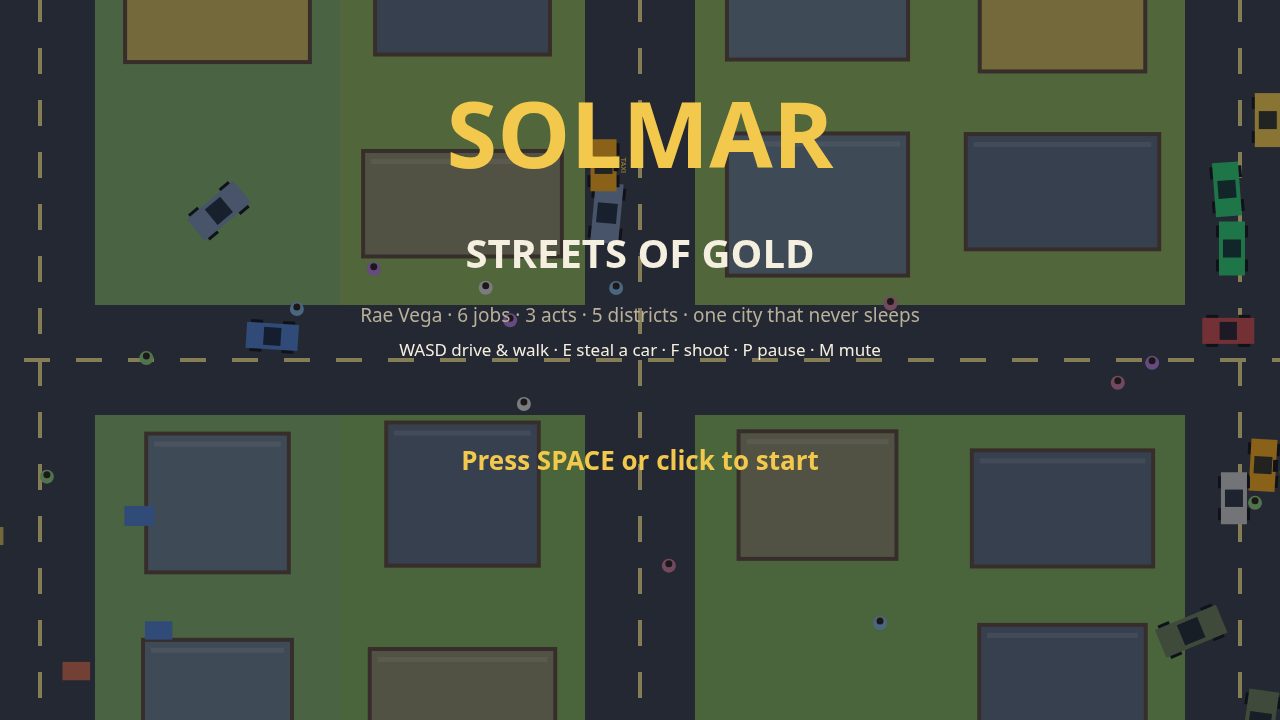 SOLMAR
TAXI
STREETS OF GOLD
Rae Vega · 6 jobs · 3 acts · 5 districts · one city that never sleeps
WASD drive & walk · E steal a car · F shoot · P pause · M mute
Press SPACE or click to start